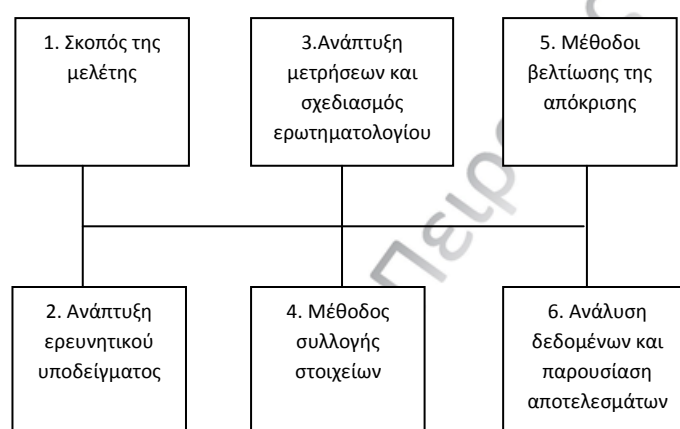 1. Σκοπός της
μελέτης
3.Ανάπτυξη
μετρήσεων και
σχεδιασμός
ερωτηματολογίου
5. Μέθοδοι
βελτίωσης της
απόκρισης
2. Ανάπτυξη
ερευνητικού
υποδείγματος
4. Μέθοδος
συλλογής
στοιχείων
6. Ανάλυση
δεδομένων και
παρουσίαση
αποτελεσμάτων